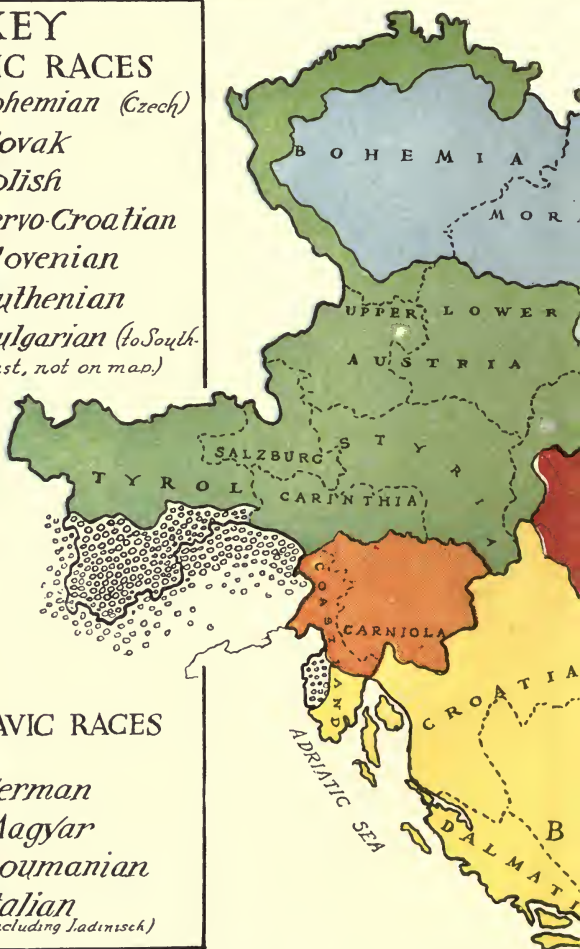 KEY
IC RACES
ohemian (Czech)
lovak
olish
ervo-Croatian
lovenian
uthenian
ulgarian (to South-
st, not on map.)
AVIC RACES
erman
Magyar
oumanian
talian
cluding Ladinisch)
BOHEMIA
MOR
UPPER LOWER
AUSTRIA
SALZBURG
STYRIA
TYROL
CARINTHIA
COAST LAND
CARNIOLA
CROATIA
ADRIATIC SEA
B
DALMATI